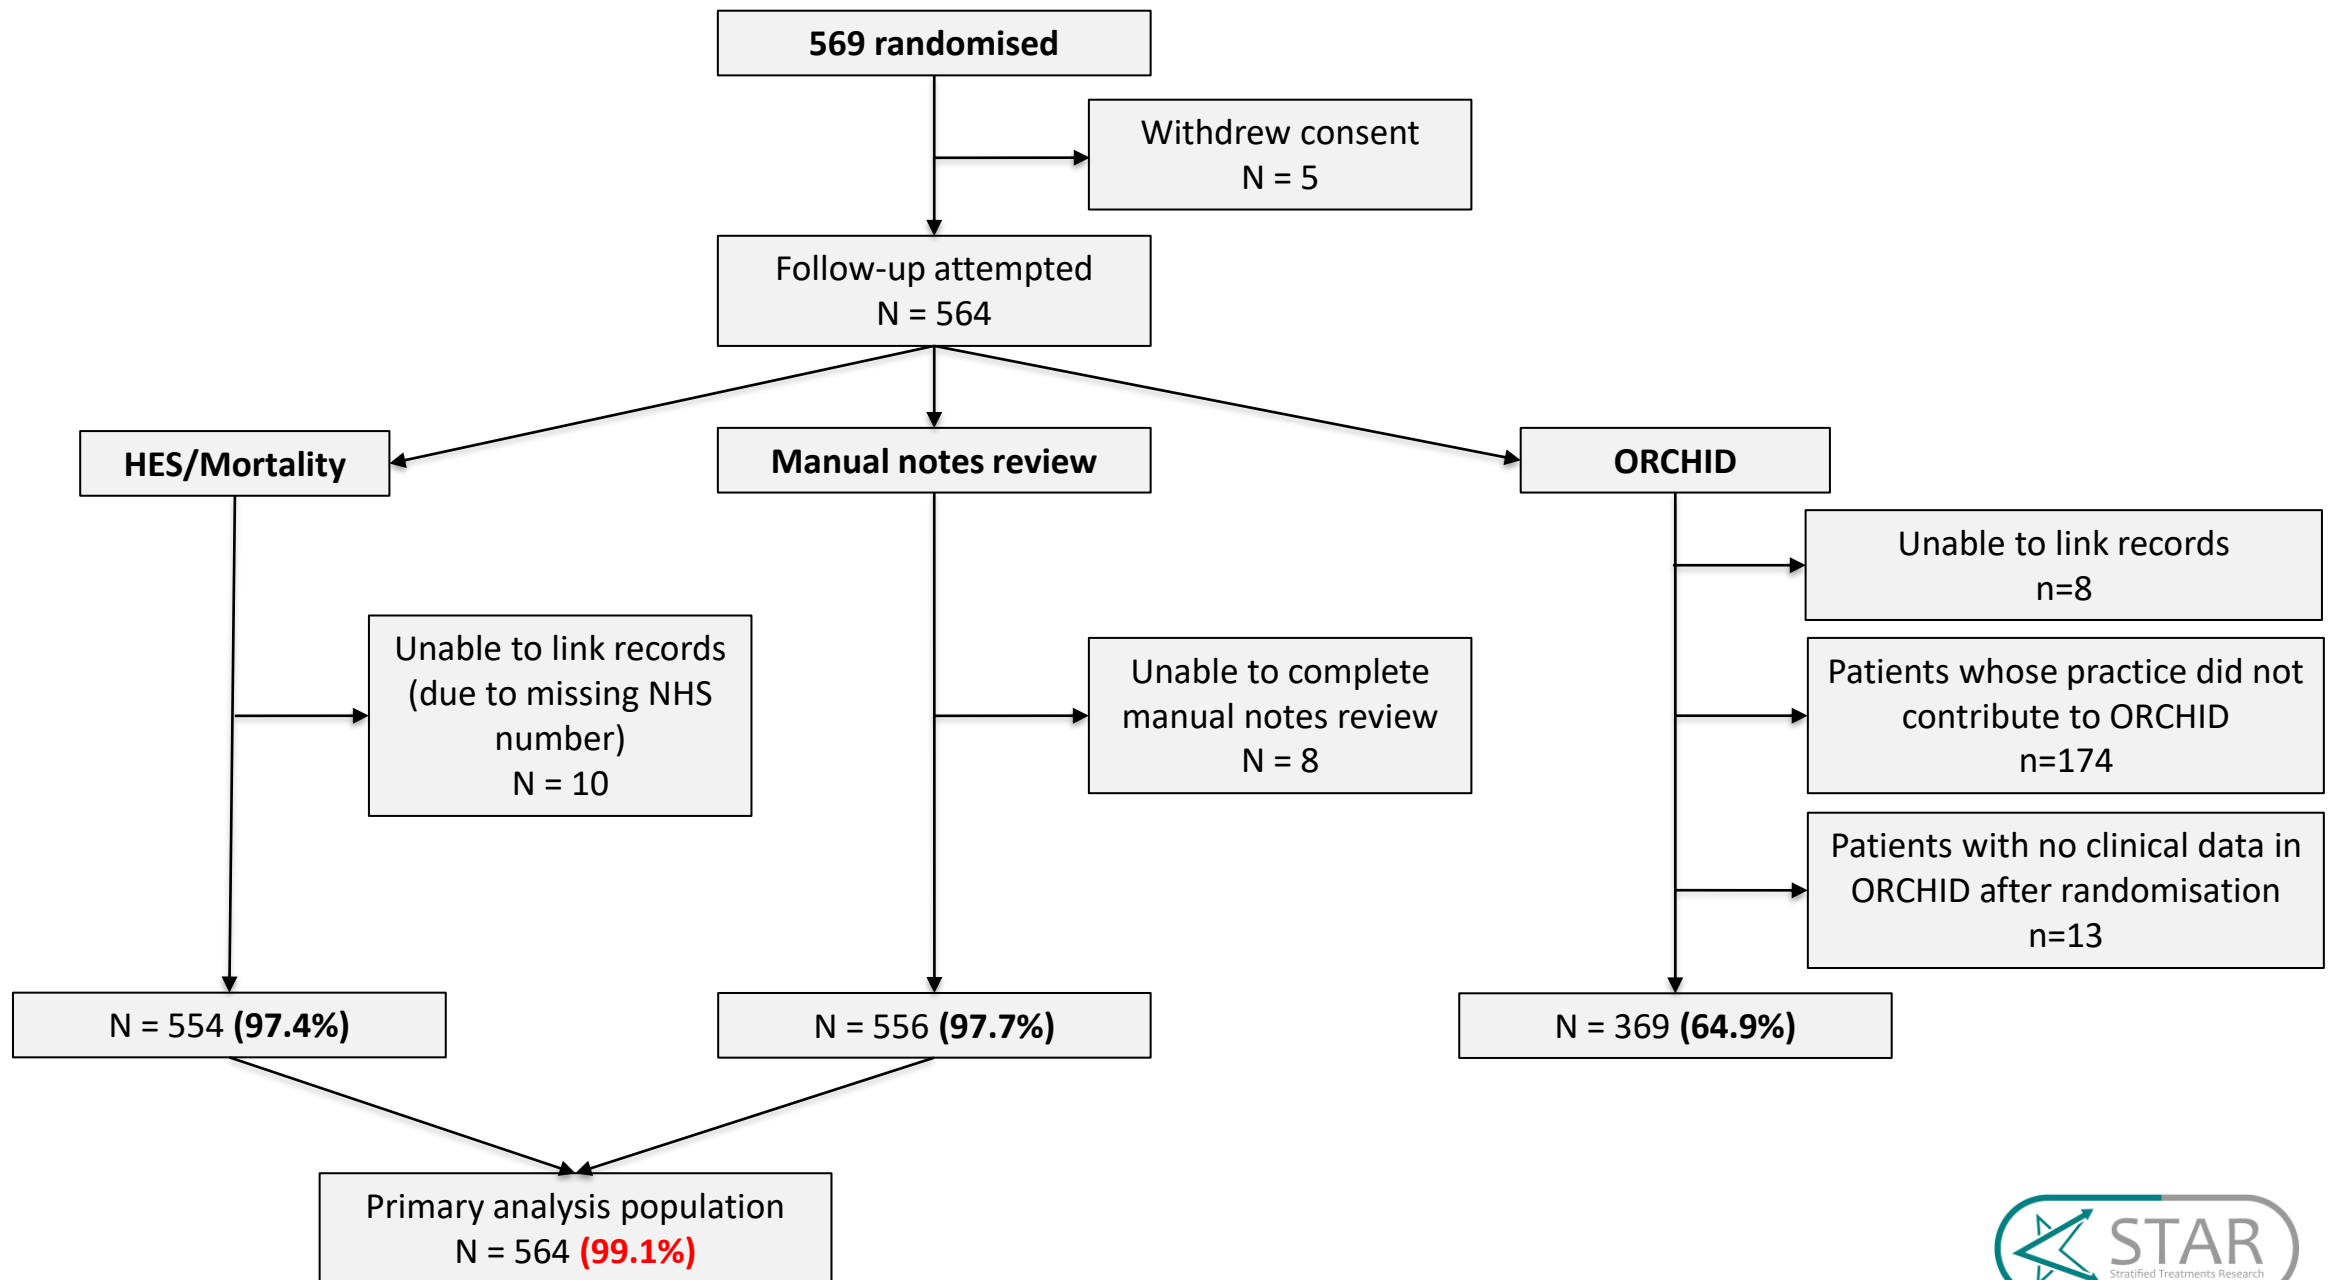 569 randomised
Withdrew consent
N = 5
Follow-up attempted
N = 564
HES/Mortality
Manual notes review
ORCHID
Unable to link records
n=8
Unable to link records
(due to missing NHS
number)
N = 10
Unable to complete
manual notes review
N = 8
Patients whose practice did not
contribute to ORCHID
n=174
Patients with no clinical data in
ORCHID after randomisation
n=13
N = 554 (97.4%)
N = 556 (97.7%)
N = 369 (64.9%)
Primary analysis population
N = 564 (99.1%)
STAR
Stratified Treatments Research